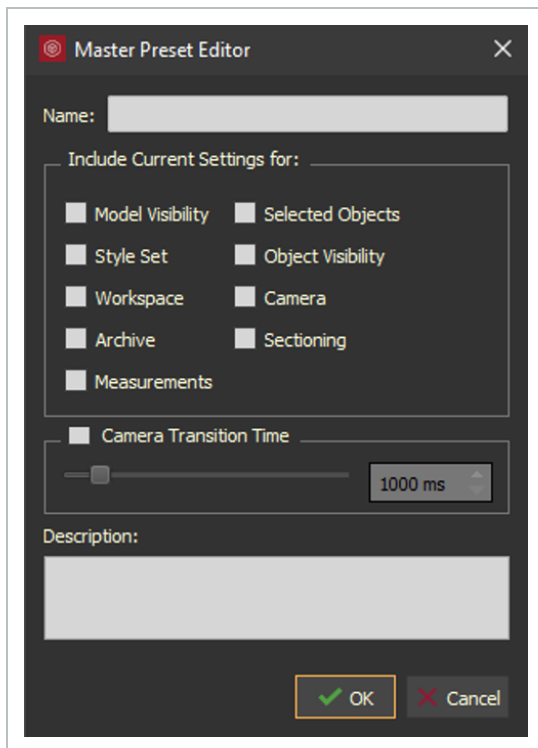 Master Preset Editor
Name:
Include Current Settings for:
Model Visibility Selected Objects
Style Set Object Visibility
Workspace Camera
Archive Sectioning
Measurements
Camera Transition Time
1000 ms
Description:
OK Cancel